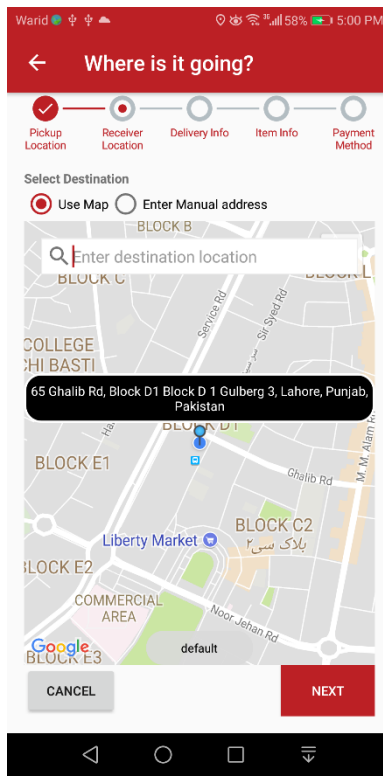 Warid 58% 5:00 PM
Where is it going?
Pickup Location
Receiver Location
Delivery Info
Item Info
Payment Method
Select Destination
Use Map
Enter Manual address
BLOCK B
Enter destination location
BLOCK C
BLOCK L
Service Rd
Sir Syed Rd
COLLEGE
CHI BASTI
65 Ghalib Rd, Block D1 Block D 1 Gulberg 3, Lahore, Punjab,
Pakistan
BLOCK D1
M. M. Alam R
BLOCK E1
Ghalib Rd
BLOCK C2
بلاک سی ۲
Liberty Market
BLOCK E2
COMMERCIAL
AREA
Noor Jehan Rd
Google
BLOCK E3
default
CANCEL
NEXT